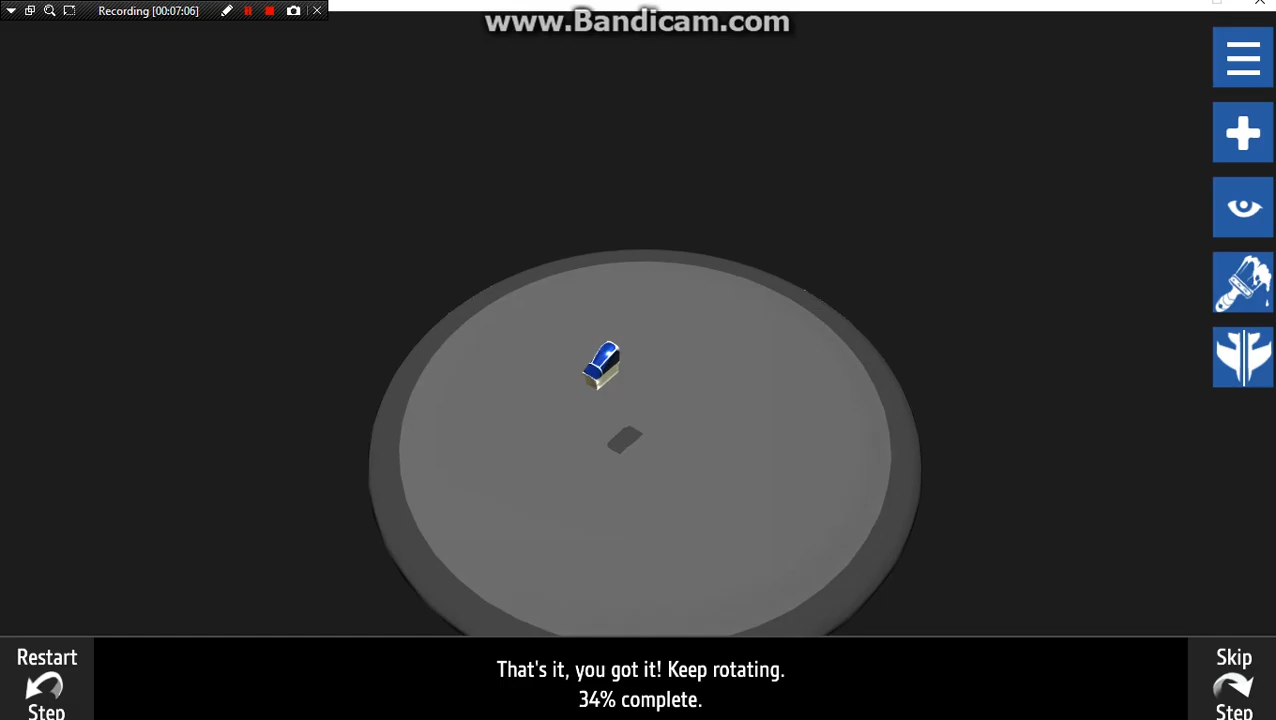 Recording [00:07:06]
www.Bandicam.com
That's it, you got it! Keep rotating.
34% complete.
Restart
Step
Skip
Step